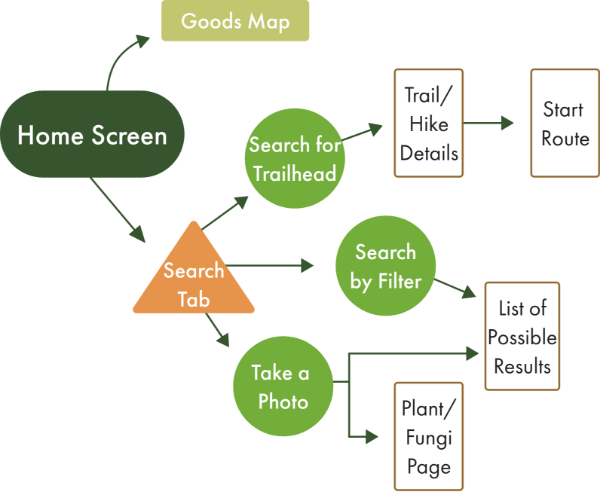 Goods Map
Home Screen
Search for
Trailhead
Trail/
Hike
Details
Start
Route
Search
Tab
Search
by Filter
List of
Possible
Results
Take a
Photo
Plant/
Fungi
Page